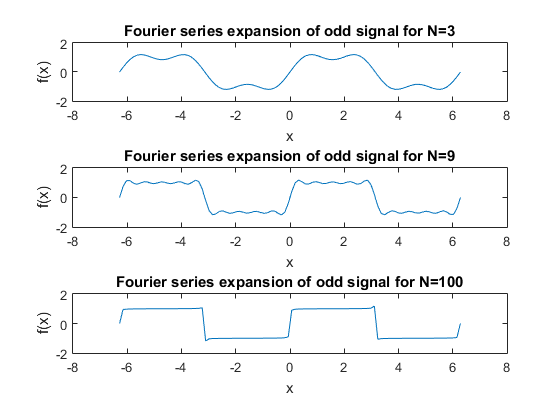 Fourier series expansion of odd signal for N=3
2
0
-2
f(x)
-8 -6 -4 -2 0 2 4 6 8
x
Fourier series expansion of odd signal for N=9
2
0
-2
f(x)
-8 -6 -4 -2 0 2 4 6 8
x
Fourier series expansion of odd signal for N=100
2
0
-2
f(x)
-8 -6 -4 -2 0 2 4 6 8
x